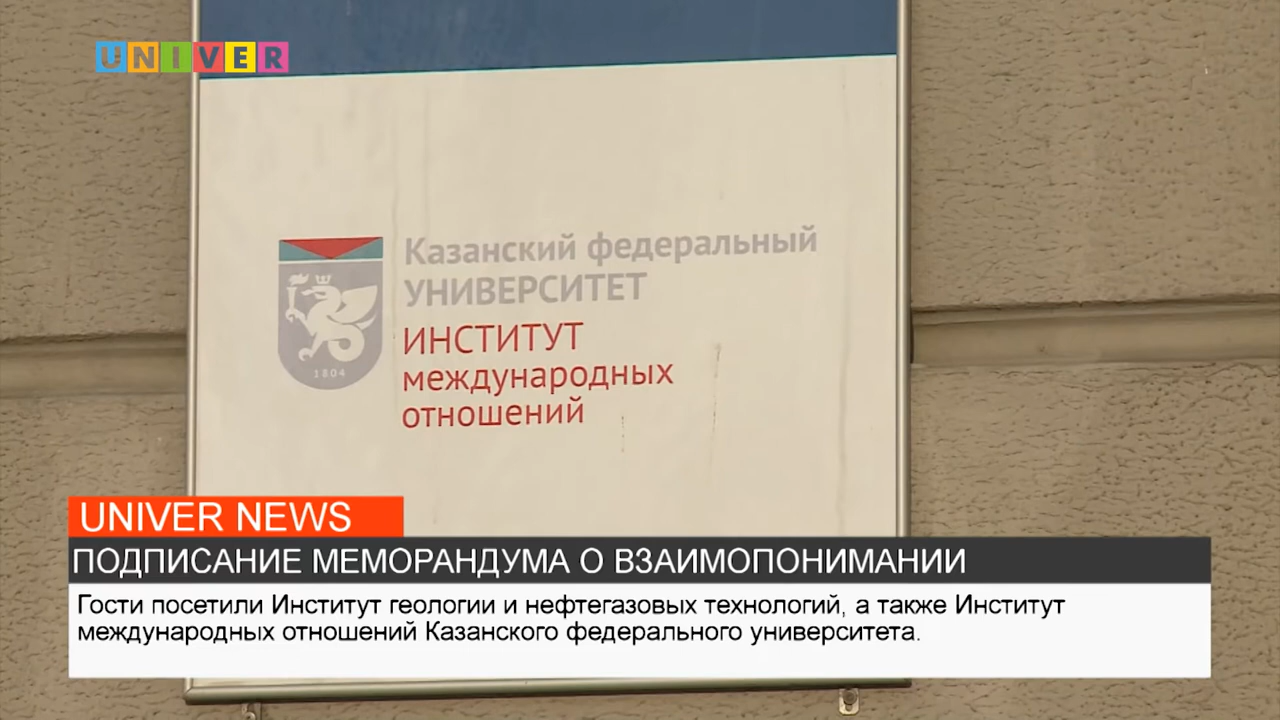 UNIVER
Казанский федеральный
УНИВЕРСИТЕТ
ИНСТИТУТ
международных
отношений
1804
UNIVER NEWS
ПОДПИСАНИЕ МЕМОРАНДУМА О ВЗАИМОПОНИМАНИИ
Гости посетили Институт геологии и нефтегазовых технологий, а также Институт
международных отношений Казанского федерального университета.